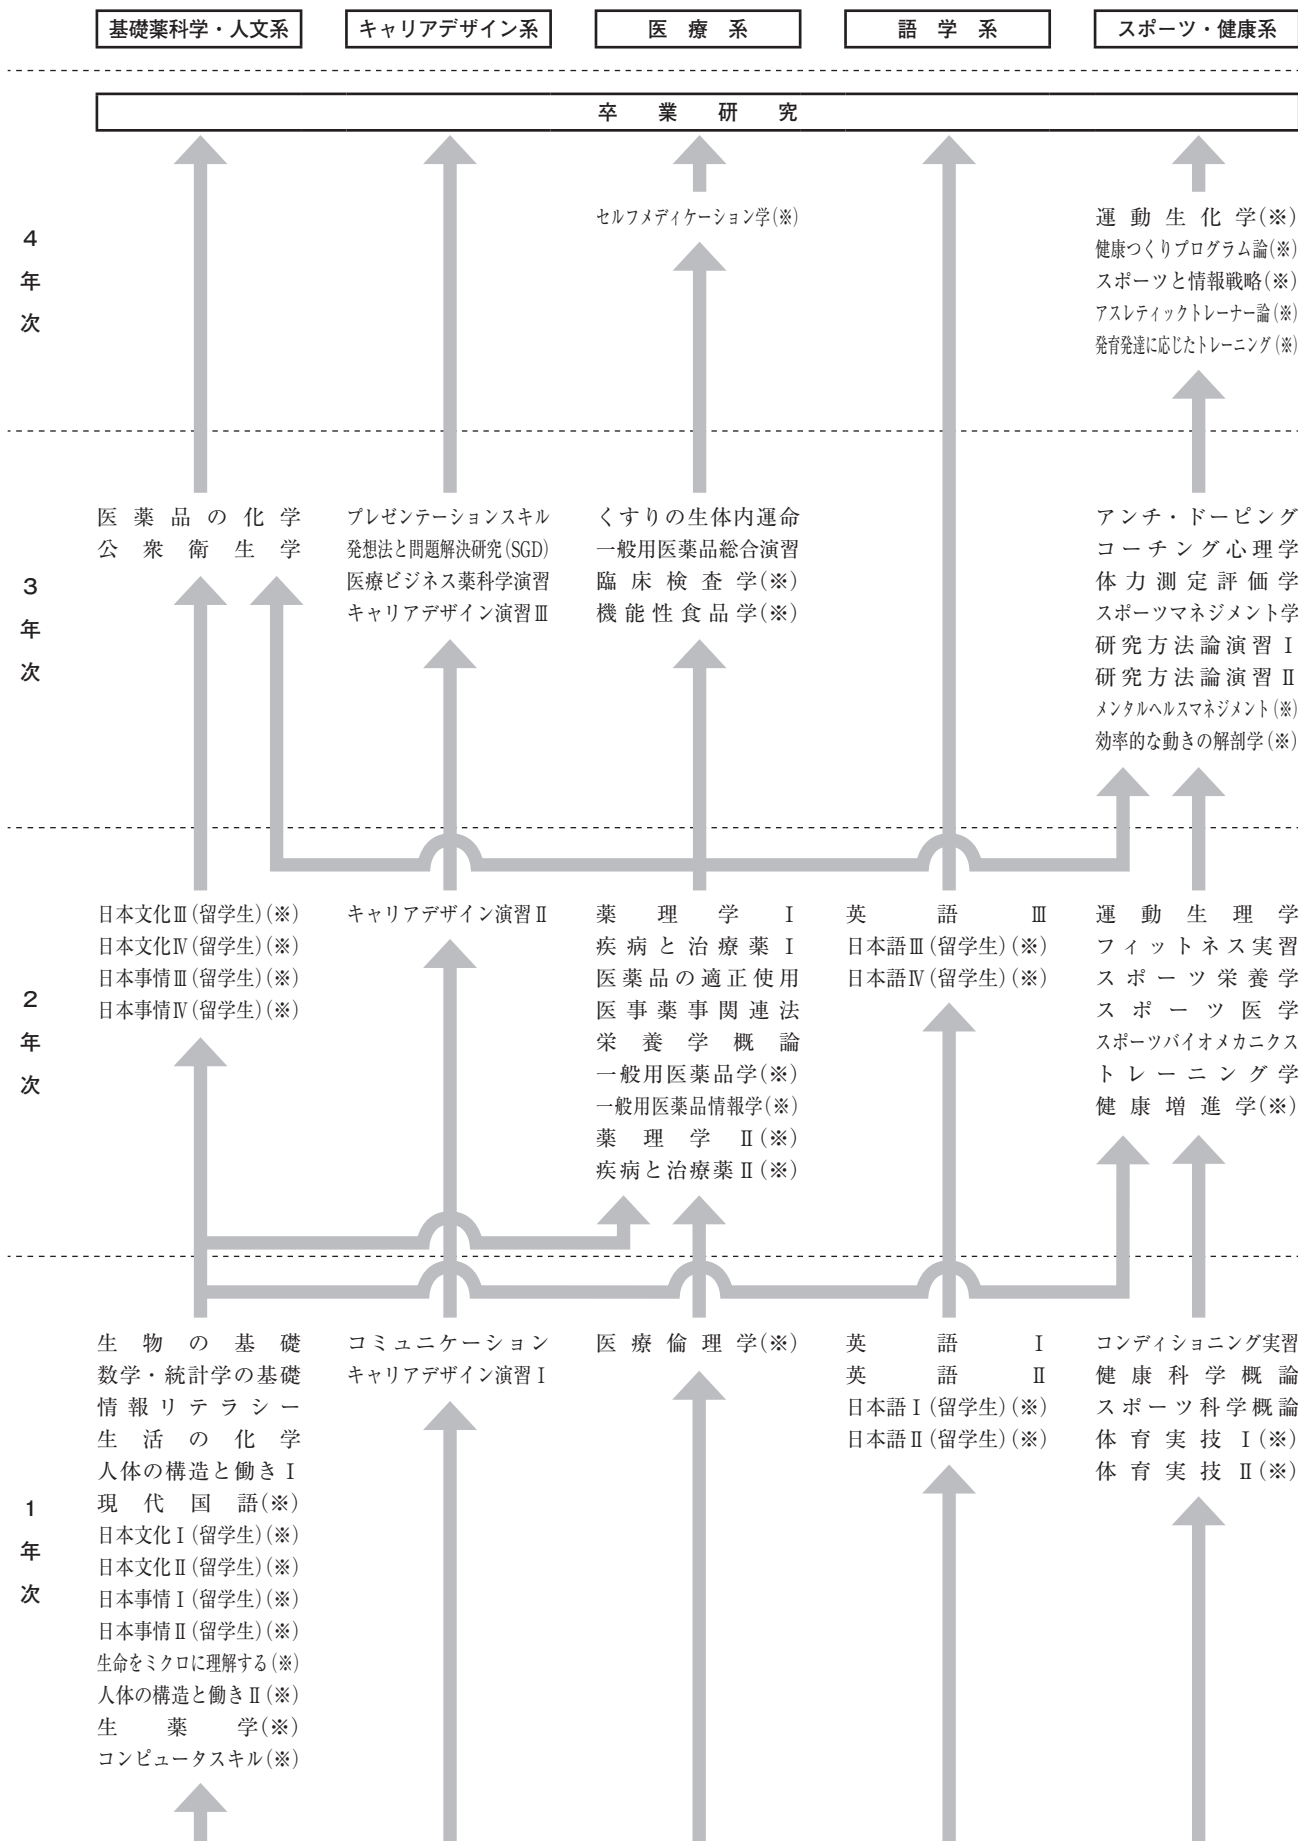 基礎薬科学・人文系
キャリアデザイン系
医療系
語学系
スポーツ・健康系
卒業研究
4年次
セルフメディケーション学(※)
運動生化学(※)
健康つくりプログラム論(※)
スポーツと情報戦略(※)
アスレティックトレーナー論(※)
発育発達に応じたトレーニング(※)
3年次
医薬品の化学
公衆衛生学
プレゼンテーションスキル
発想法と問題解決研究(SGD)
医療ビジネス薬科学演習
キャリアデザイン演習Ⅲ
くすりの生体内運命
一般用医薬品総合演習
臨床検査学(※)
機能性食品学(※)
アンチ・ドーピング
コーチング心理学
体力測定評価学
スポーツマネジメント学
研究方法論演習Ⅰ
研究方法論演習Ⅱ
メンタルヘルスマネジメント(※)
効率的な動きの解剖学(※)
2年次
日本文化Ⅲ(留学生)(※)
日本文化Ⅳ(留学生)(※)
日本事情Ⅲ(留学生)(※)
日本事情Ⅳ(留学生)(※)
キャリアデザイン演習Ⅱ
薬理学Ⅰ
疾病と治療薬Ⅰ
医薬品の適正使用
医事薬事関連法
栄養学概論
一般用医薬品学(※)
一般用医薬品情報学(※)
薬理学Ⅱ(※)
疾病と治療薬Ⅱ(※)
英語Ⅲ
日本語Ⅲ(留学生)(※)
日本語Ⅳ(留学生)(※)
運動生理学
フィットネス実習
スポーツ栄養学
スポーツ医学
スポーツバイオメカニクス
トレーニング学
健康増進学(※)
1年次
生物の基礎
数学・統計学の基礎
情報リテラシー
生活の化学
人体の構造と働きⅠ
現代国語(※)
日本文化Ⅰ(留学生)(※)
日本文化Ⅱ(留学生)(※)
日本事情Ⅰ(留学生)(※)
日本事情Ⅱ(留学生)(※)
生命をミクロに理解する(※)
人体の構造と働きⅡ(※)
生薬学(※)
コンピュータスキル(※)
コミュニケーション
キャリアデザイン演習Ⅰ
医療倫理学(※)
英語Ⅰ
英語Ⅱ
日本語Ⅰ(留学生)(※)
日本語Ⅱ(留学生)(※)
コンディショニング実習
健康科学概論
スポーツ科学概論
体育実技Ⅰ(※)
体育実技Ⅱ(※)